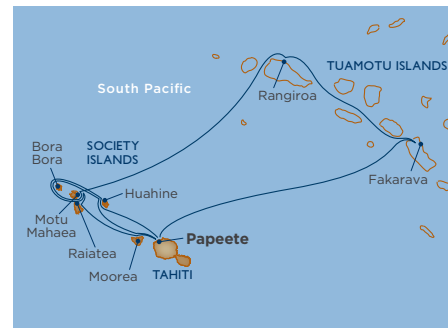 TUAMOTU ISLANDS
South Pacific
Rangiroa
Bora
Bora
SOCIETY
ISLANDS
Fakarava
Huahine
Motu
Mahaea
Raiatea
Papeete
Moorea
TAHITI